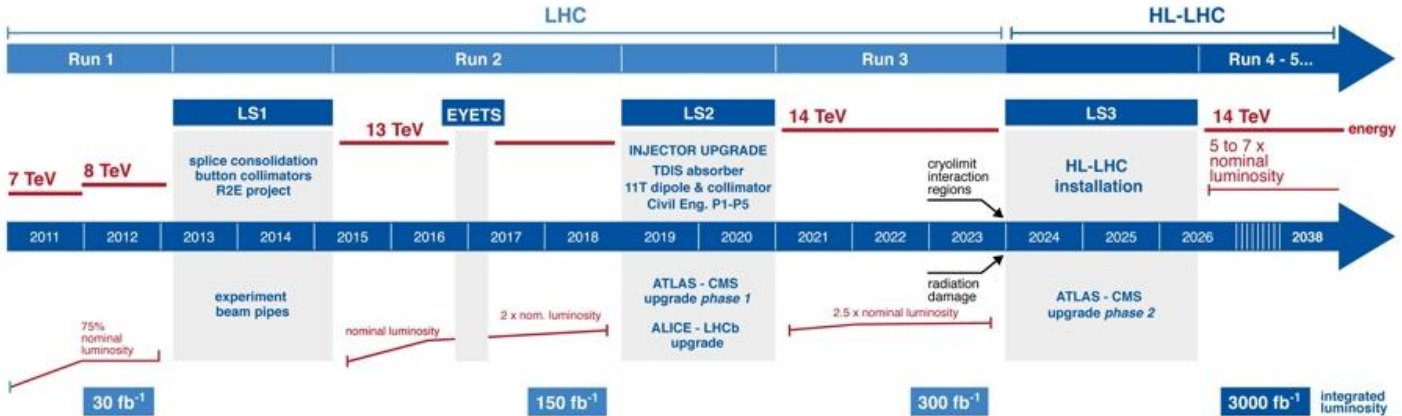 LHC
HL-LHC
Run 1
Run 2
Run 3
Run 4 - 5...
LS1
EYETS
LS2
LS3
7 TeV
8 TeV
13 TeV
14 TeV
14 TeV
energy
splice consolidation
button collimators
R2E project
INJECTOR UPGRADE
TDIS absorber
11T dipole & collimator
Civil Eng. P1-P5
cryolimit
interaction
regions
HL-LHC
installation
5 to 7 x
nominal
luminosity
2011
2012
2013
2014
2015
2016
2017
2018
2019
2020
2021
2022
2023
2024
2025
2026
2038
75%
nominal
luminosity
experiment
beam pipes
nominal luminosity
2 x nom. luminosity
ATLAS - CMS
upgrade phase 1
ALICE - LHCb
upgrade
2.5 x nominal luminosity
radiation
damage
ATLAS - CMS
upgrade phase 2
30 fb⁻¹
150 fb⁻¹
300 fb⁻¹
3000 fb⁻¹
integrated
luminosity